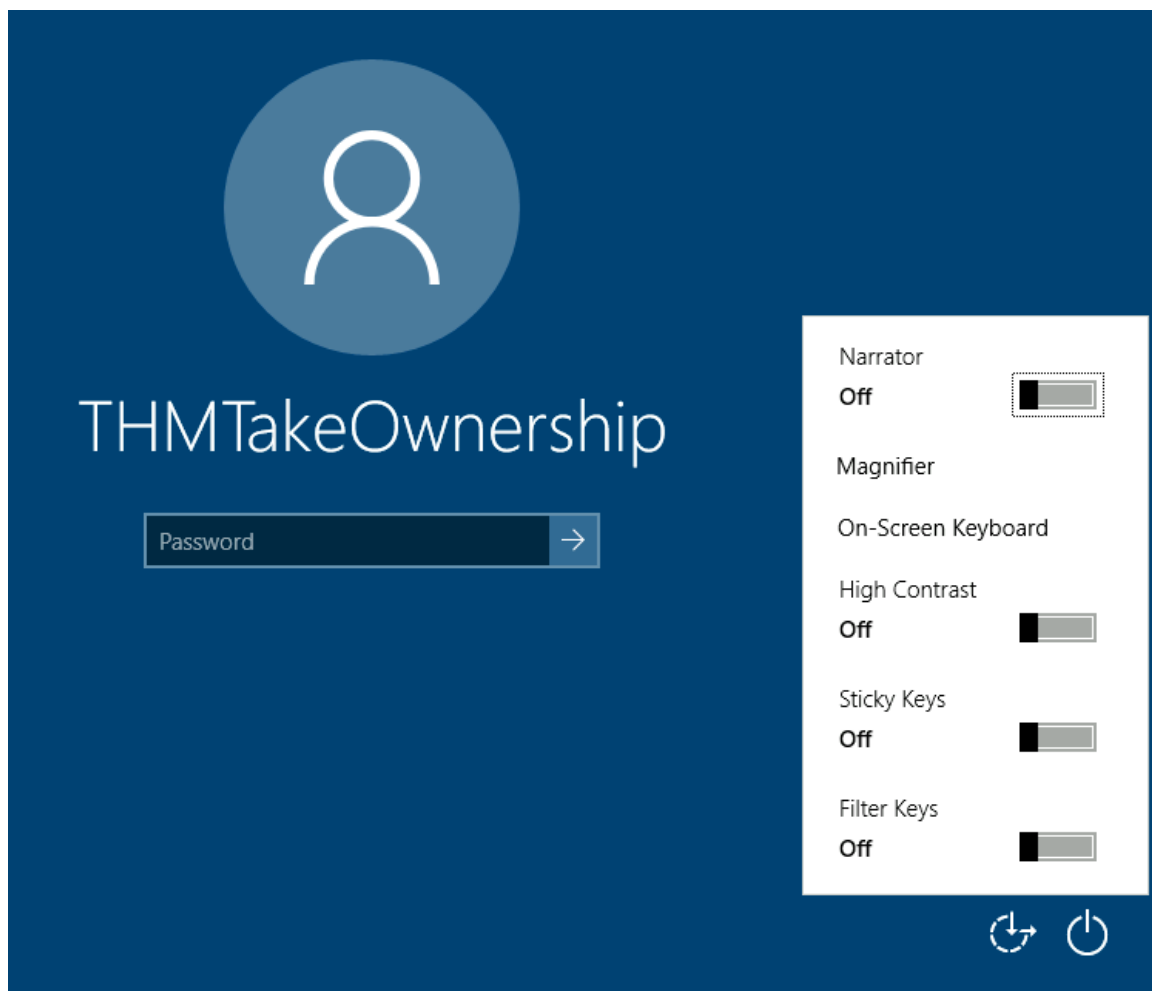 THMTakeOwnership
Password
Narrator
Off
Magnifier
On-Screen Keyboard
High Contrast
Off
Sticky Keys
Off
Filter Keys
Off